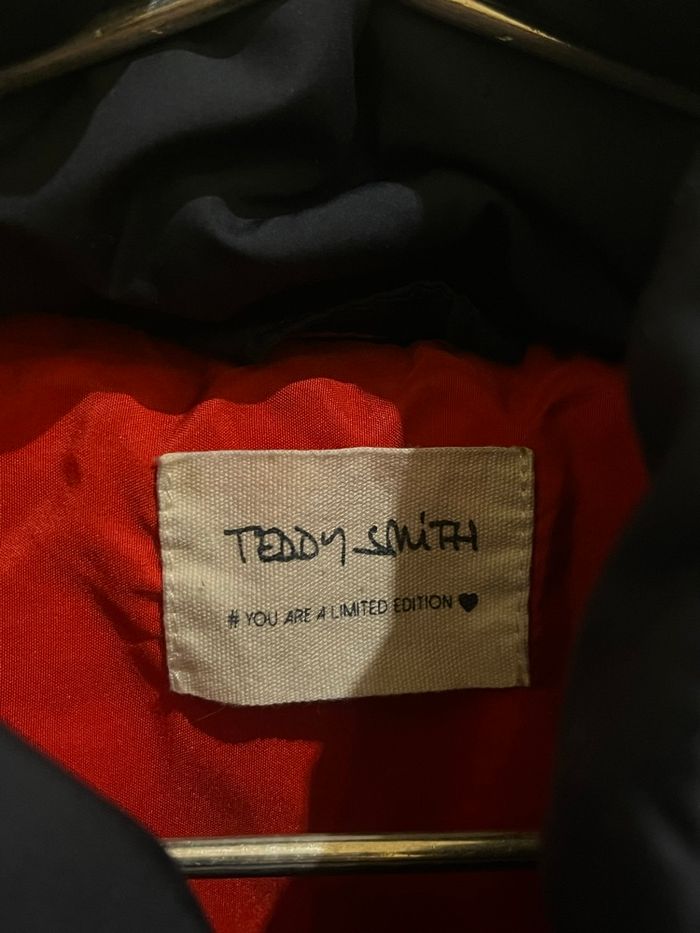 TEDDY SMiTH
# YOU ARE A LIMITED EDITION ♥